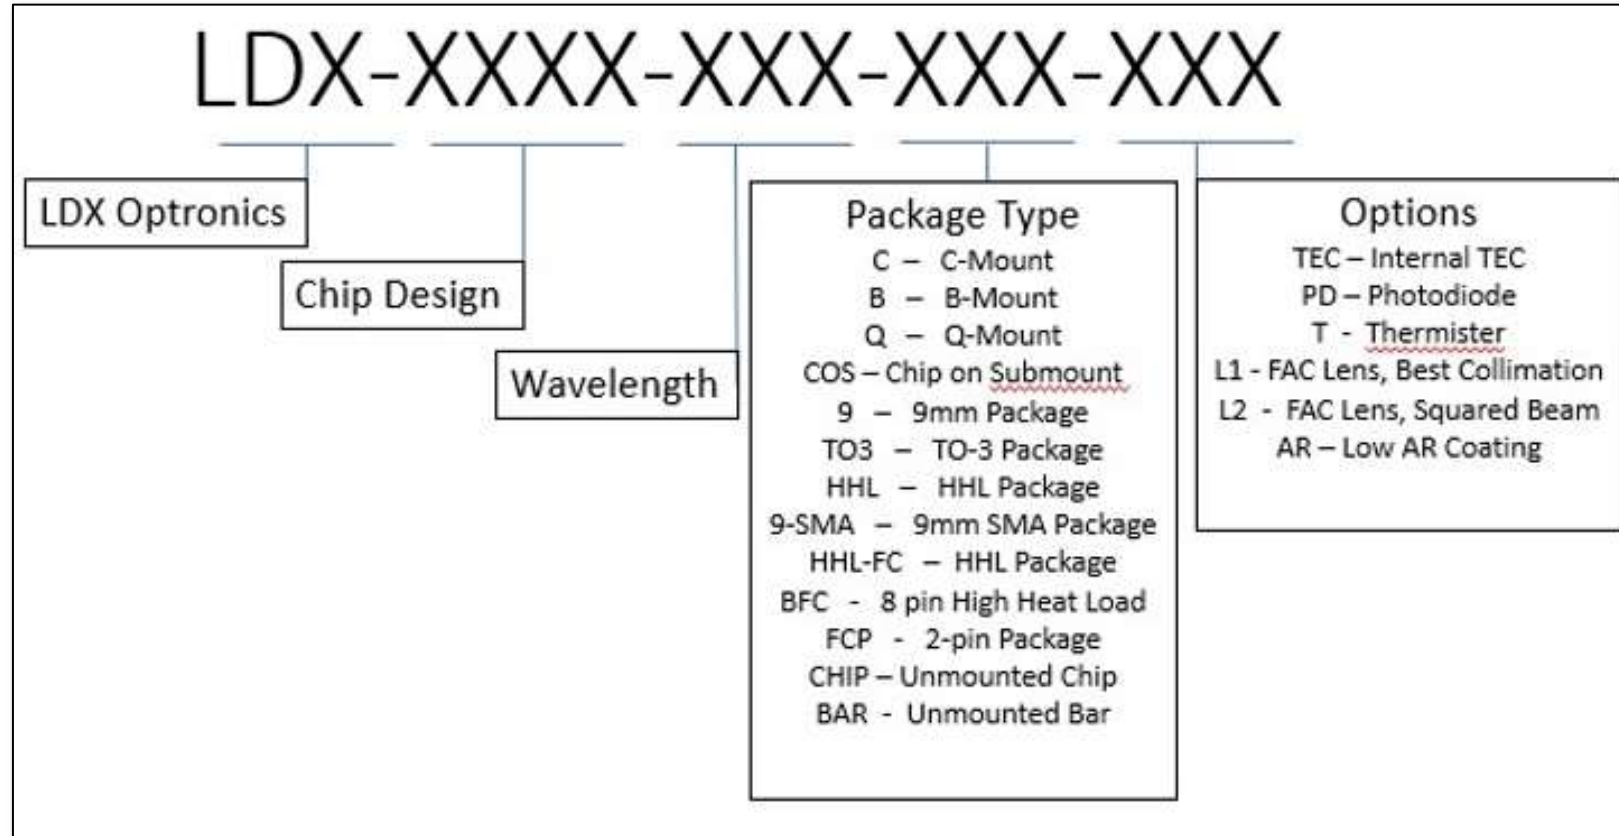 LDX-XXXX-XXX-XXX-XXX
LDX Optronics
Chip Design
Wavelength
Package Type
C – C-Mount
B – B-Mount
Q – Q-Mount
COS – Chip on Submount
9 – 9mm Package
TO3 – TO-3 Package
HHL – HHL Package
9-SMA – 9mm SMA Package
HHL-FC – HHL Package
BFC - 8 pin High Heat Load
FCP - 2-pin Package
CHIP – Unmounted Chip
BAR - Unmounted Bar
Options
TEC – Internal TEC
PD – Photodiode
T - Thermister
L1 - FAC Lens, Best Collimation
L2 - FAC Lens, Squared Beam
AR – Low AR Coating